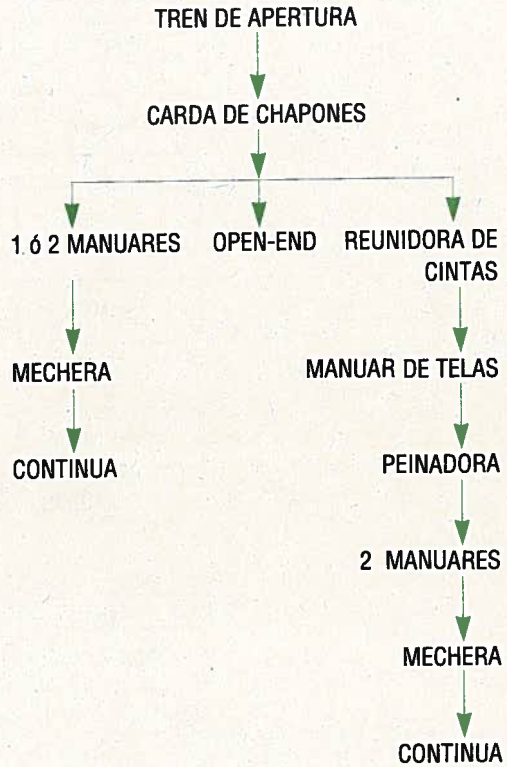 TREN DE APERTURA
CARDA DE CHAPONES
1 ó 2 MANUARES
OPEN-END
REUNIDORA DE
CINTAS
MECHERA
MANUAR DE TELAS
CONTINUA
PEINADORA
2 MANUARES
MECHERA
CONTINUA